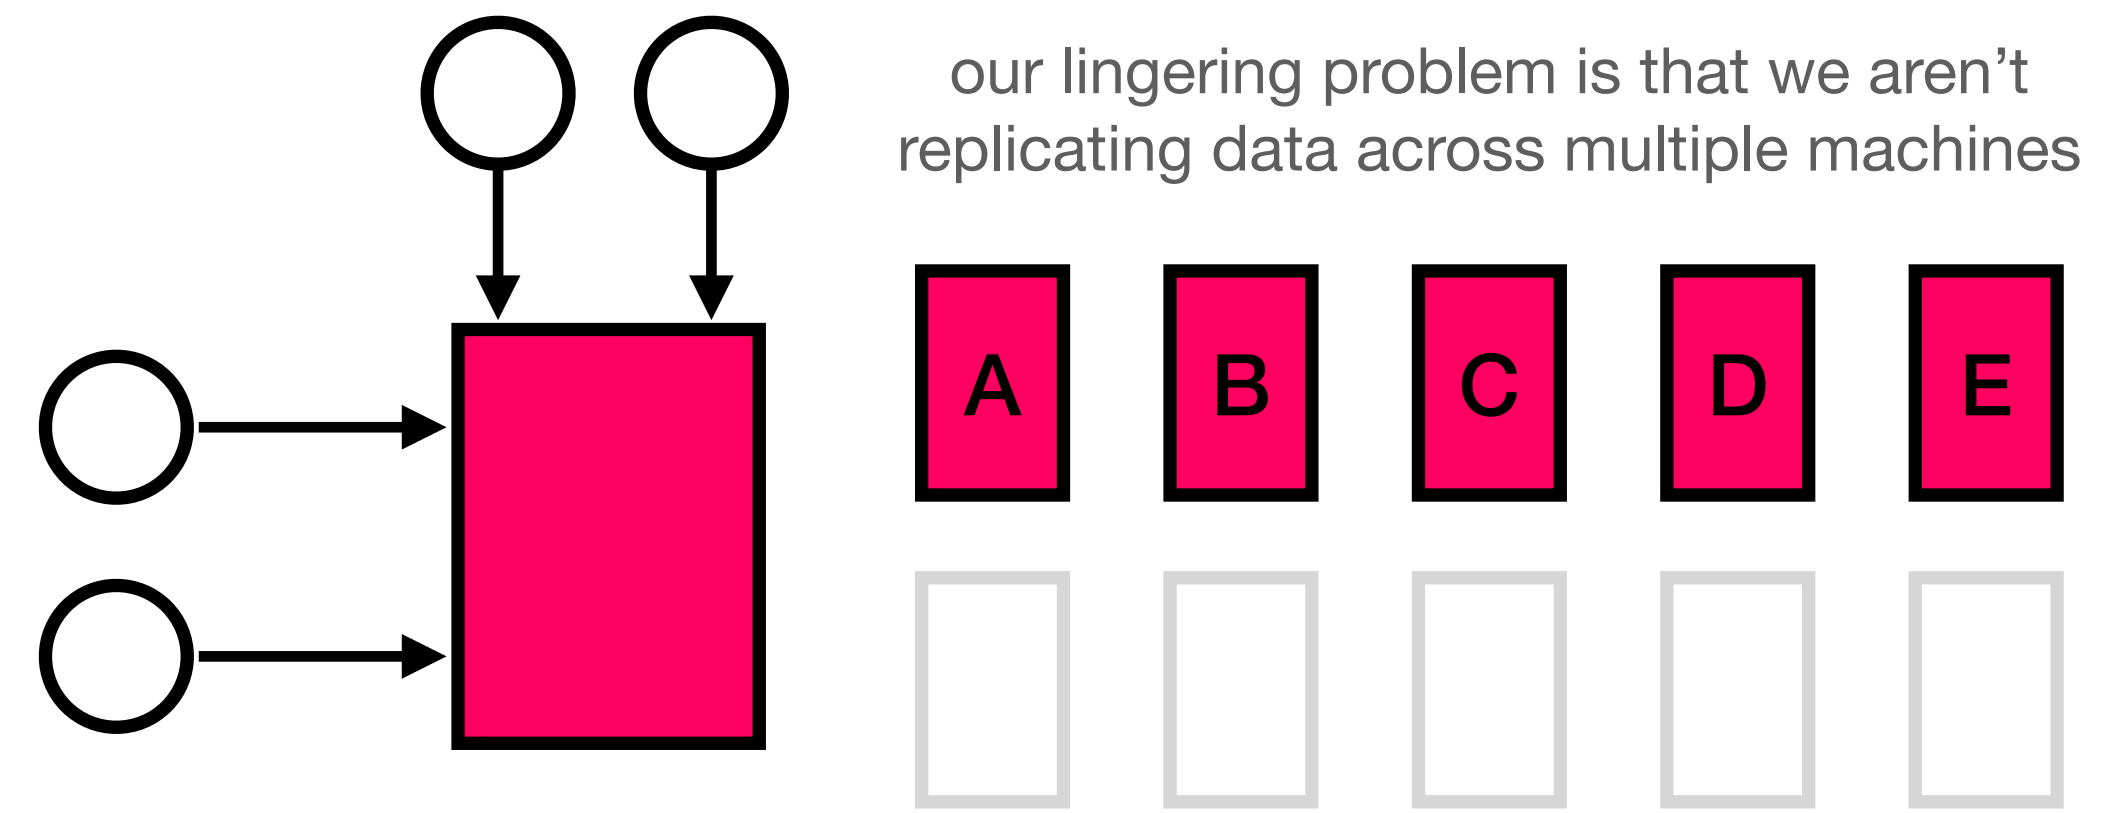 our lingering problem is that we aren’t
replicating data across multiple machines
A B C D E